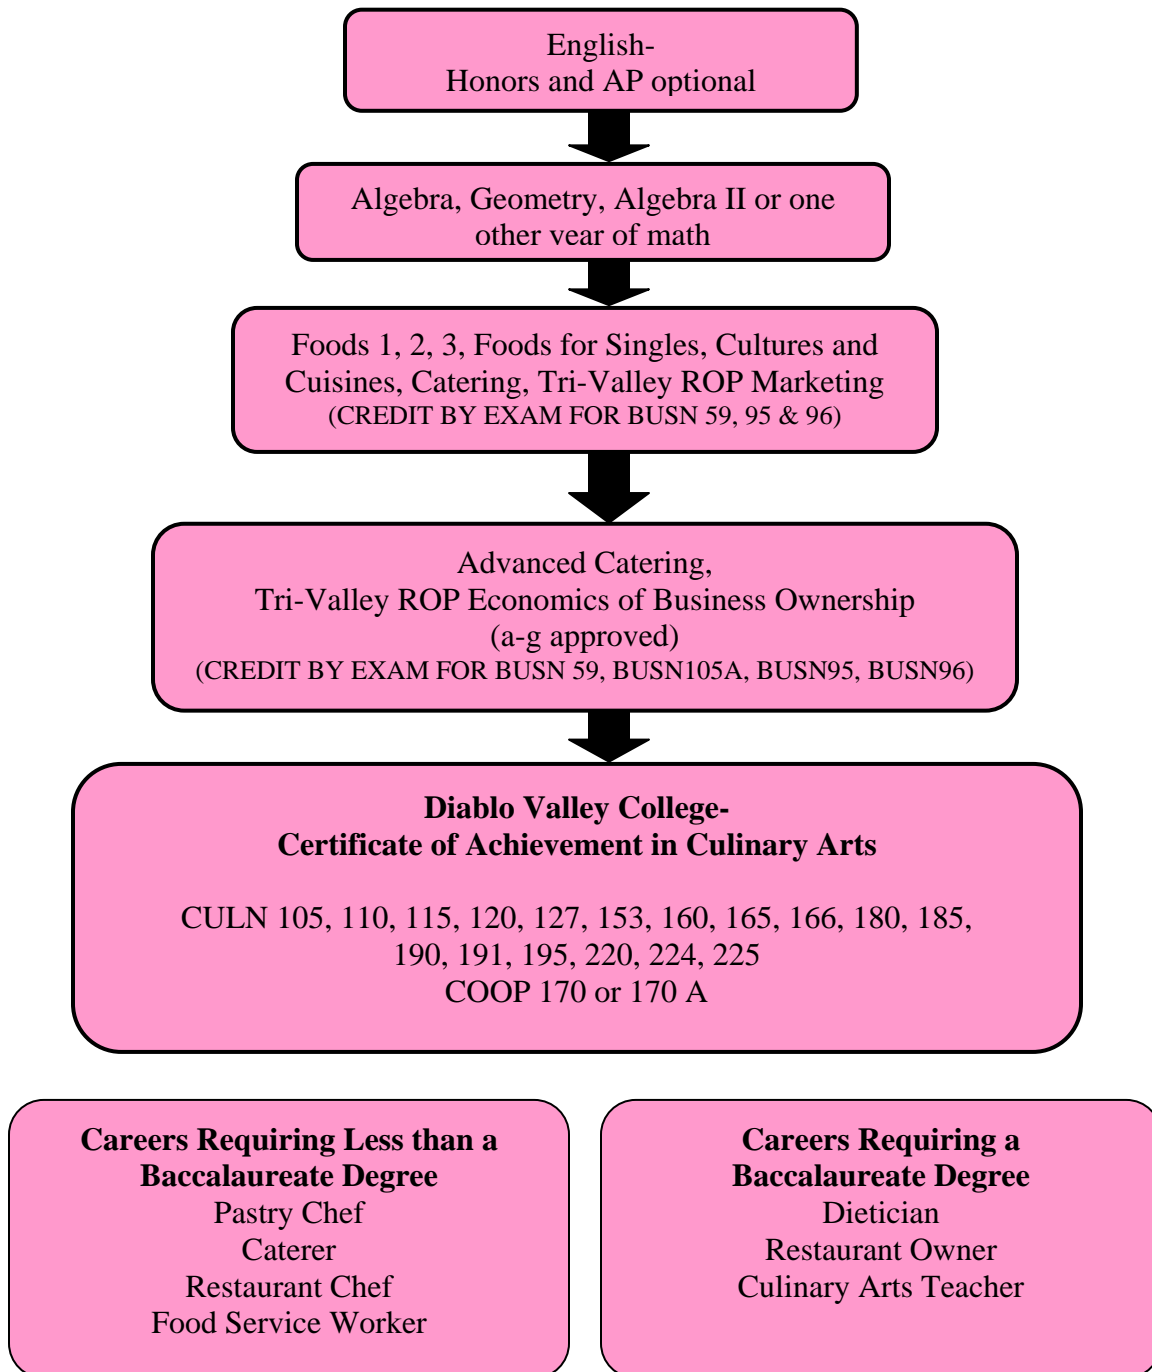 English-
Honors and AP optional
Algebra, Geometry, Algebra II or one
other year of math
Foods 1, 2, 3, Foods for Singles, Cultures and
Cuisines, Catering, Tri-Valley ROP Marketing
(CREDIT BY EXAM FOR BUSN 59, 95 & 96)
Advanced Catering,
Tri-Valley ROP Economics of Business Ownership
(a-g approved)
(CREDIT BY EXAM FOR BUSN 59, BUSN105A, BUSN95, BUSN96)
Diablo Valley College-
Certificate of Achievement in Culinary Arts
CULN 105, 110, 115, 120, 127, 153, 160, 165, 166, 180, 185,
190, 191, 195, 220, 224, 225
COOP 170 or 170 A
Careers Requiring Less than a
Baccalaureate Degree
Pastry Chef
Caterer
Restaurant Chef
Food Service Worker
Careers Requiring a
Baccalaureate Degree
Dietician
Restaurant Owner
Culinary Arts Teacher